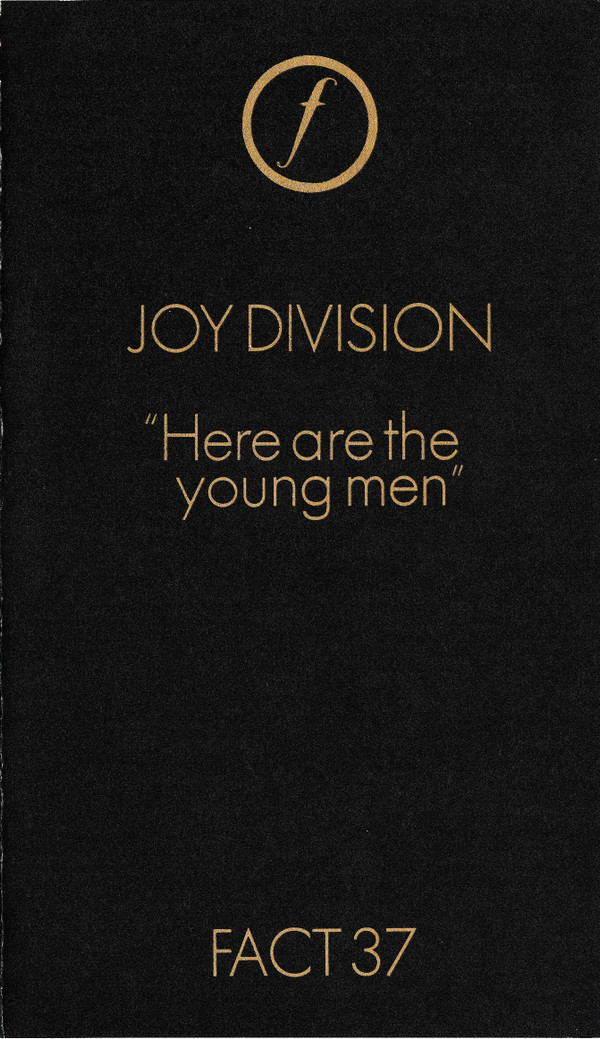 f
JOY DIVISION
"Here are the
young men"
FACT 37